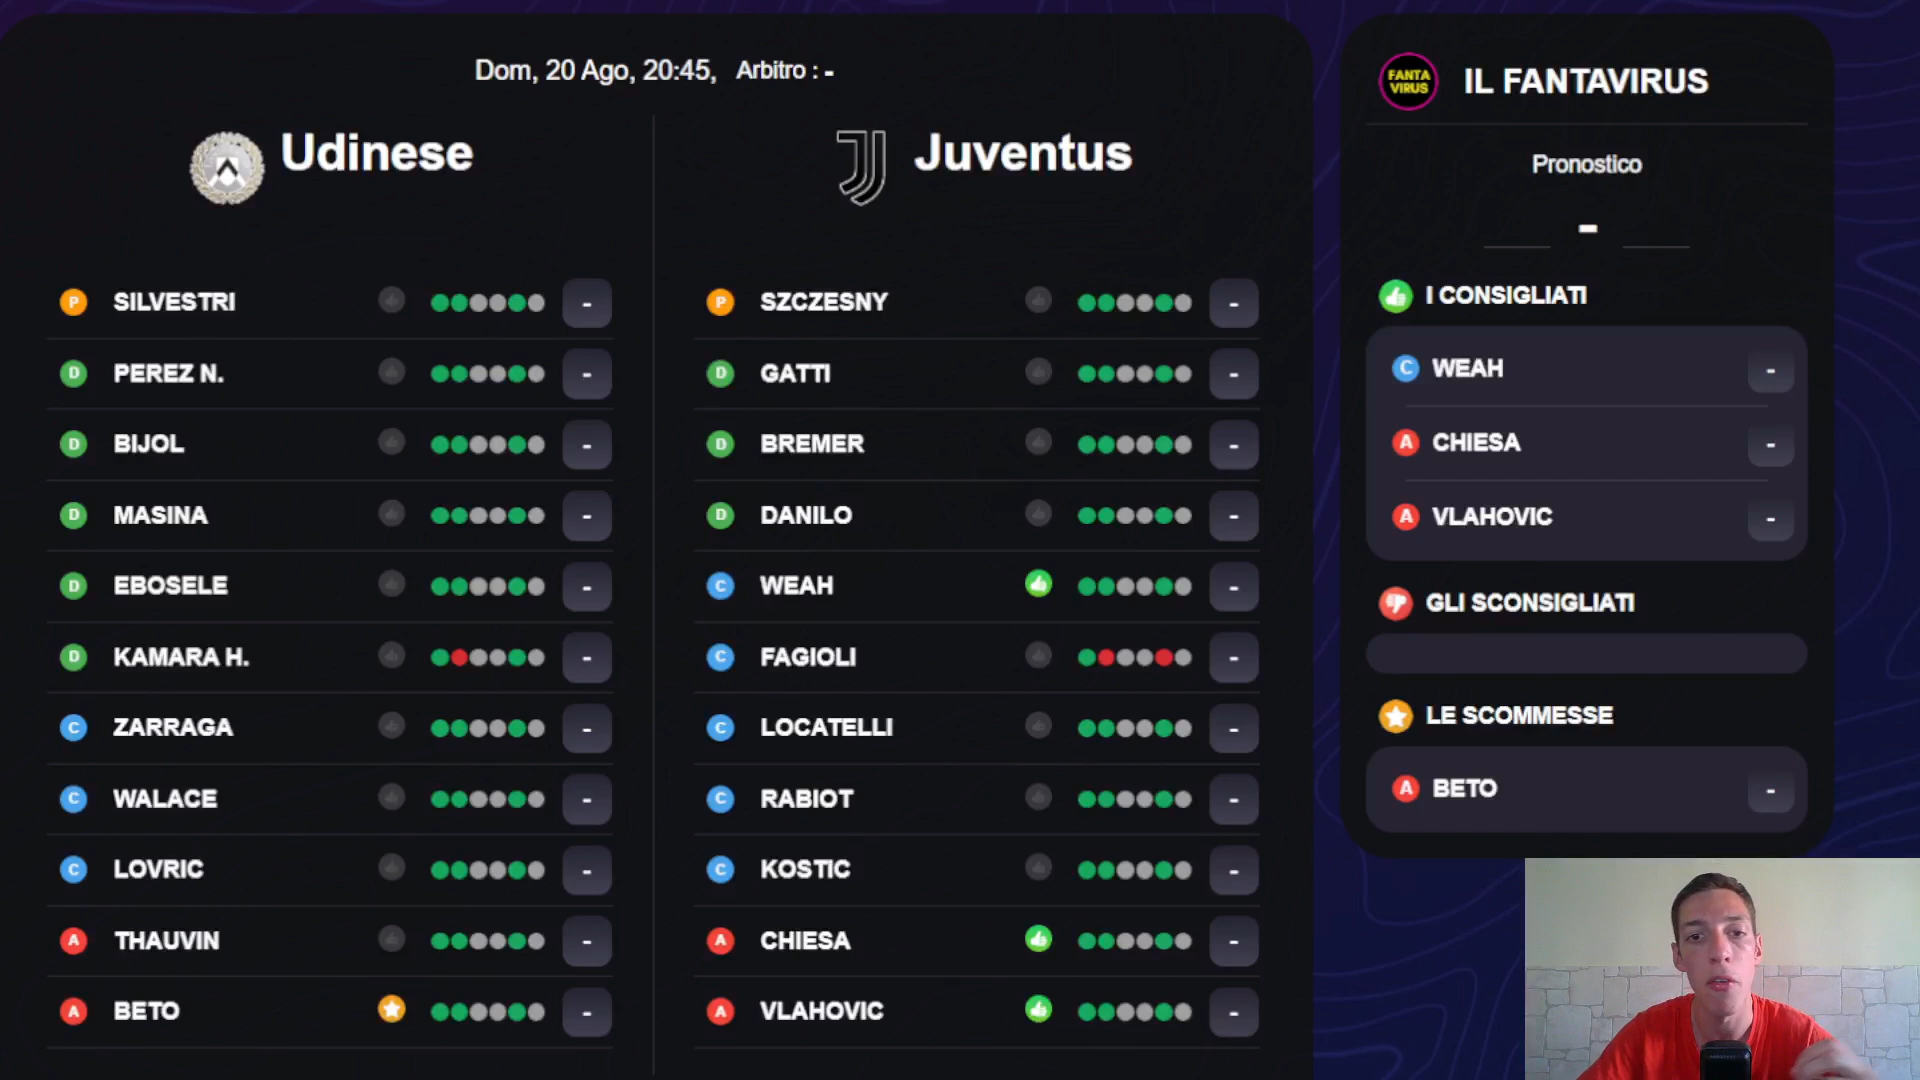 Dom, 20 Ago, 20:45, Arbitro : -
Udinese
P SILVESTRI -
D PEREZ N. -
D BIJOL -
D MASINA -
D EBOSELE -
D KAMARA H. -
C ZARRAGA -
C WALACE -
C LOVRIC -
A THAUVIN -
A BETO -
Juventus
P SZCZESNY -
D GATTI -
D BREMER -
D DANILO -
C WEAH -
C FAGIOLI -
C LOCATELLI -
C RABIOT -
C KOSTIC -
A CHIESA -
A VLAHOVIC -
FANTA
VIRUS
IL FANTAVIRUS
Pronostico
-
I CONSIGLIATI
C WEAH -
A CHIESA -
A VLAHOVIC -
GLI SCONSIGLIATI
LE SCOMMESSE
A BETO -